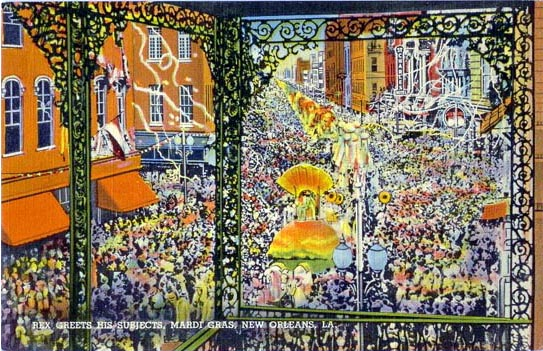 REX GREETS HIS SUBJECTS, MARDI GRAS, NEW ORLEANS, LA.